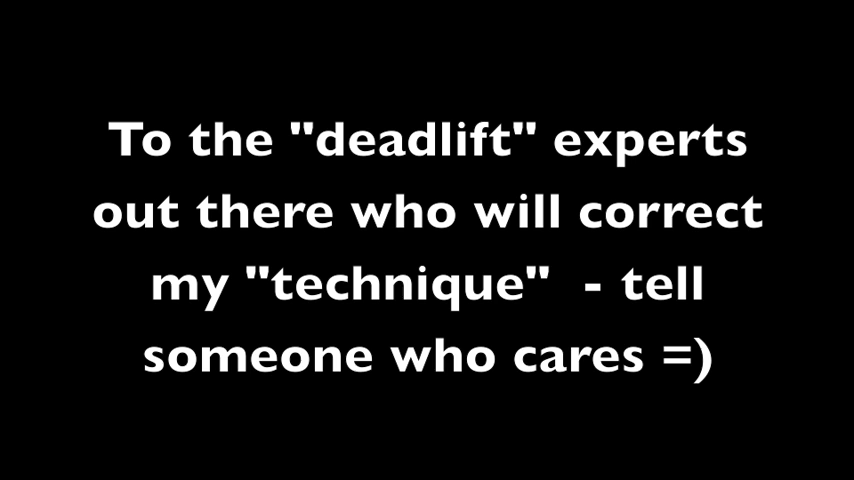 To the "deadlift" experts
out there who will correct
my "technique"  - tell
someone who cares =)